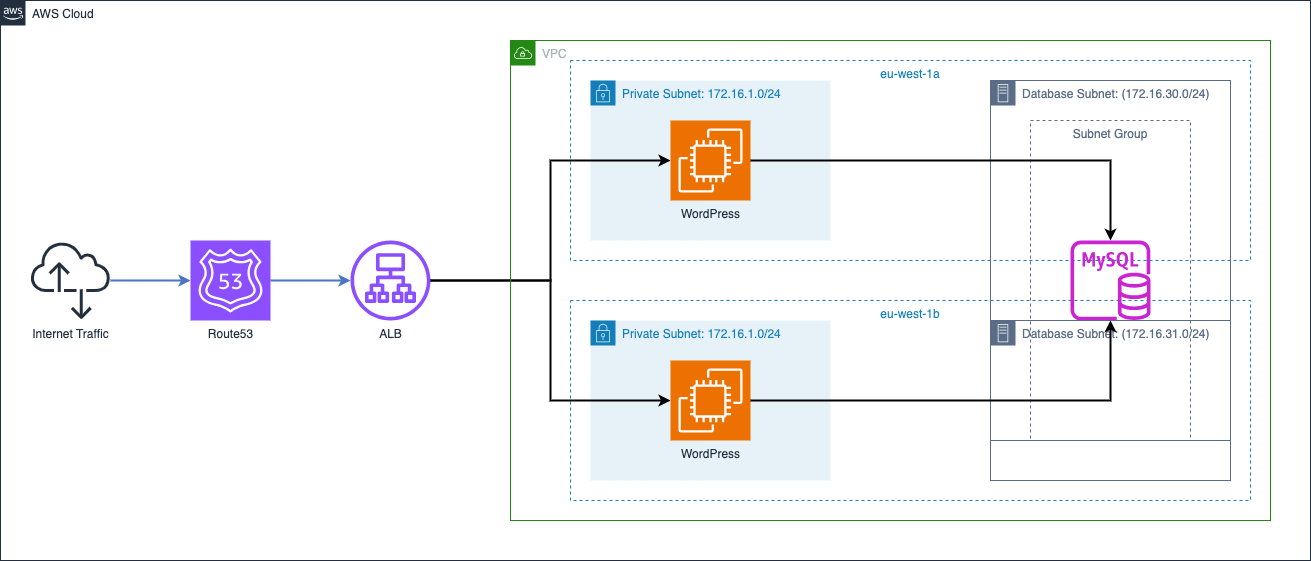 aws
AWS Cloud
VPC
eu-west-1a
Private Subnet: 172.16.1.0/24
Database Subnet: (172.16.30.0/24)
Subnet Group
WordPress
MySQL
53
Internet Traffic
Route53
ALB
eu-west-1b
Private Subnet: 172.16.1.0/24
Database Subnet: (172.16.31.0/24)
WordPress